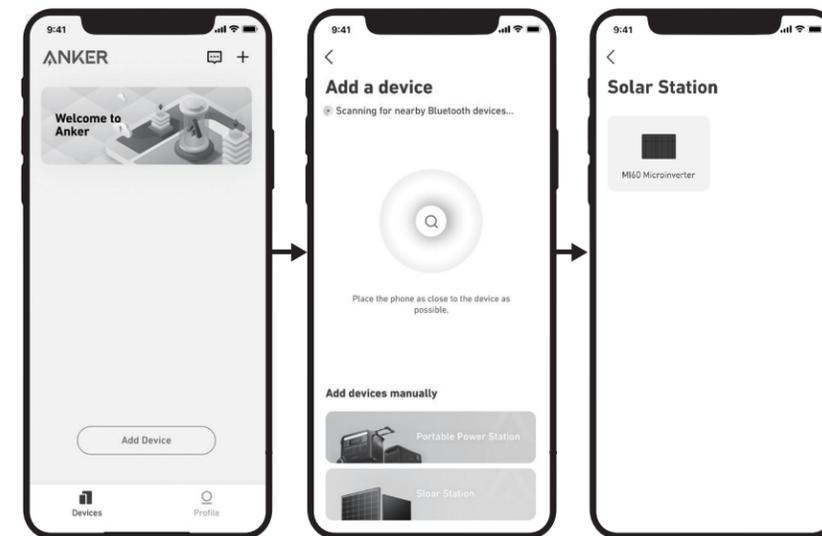 9:41
ANKER
Welcome to
Anker
Add Device
Devices
Profile
9:41
Add a device
Scanning for nearby Bluetooth devices...
Place the phone as close to the device as
possible.
Add devices manually
Portable Power Station
Sloar Station
9:41
Solar Station
MI60 Microinverter